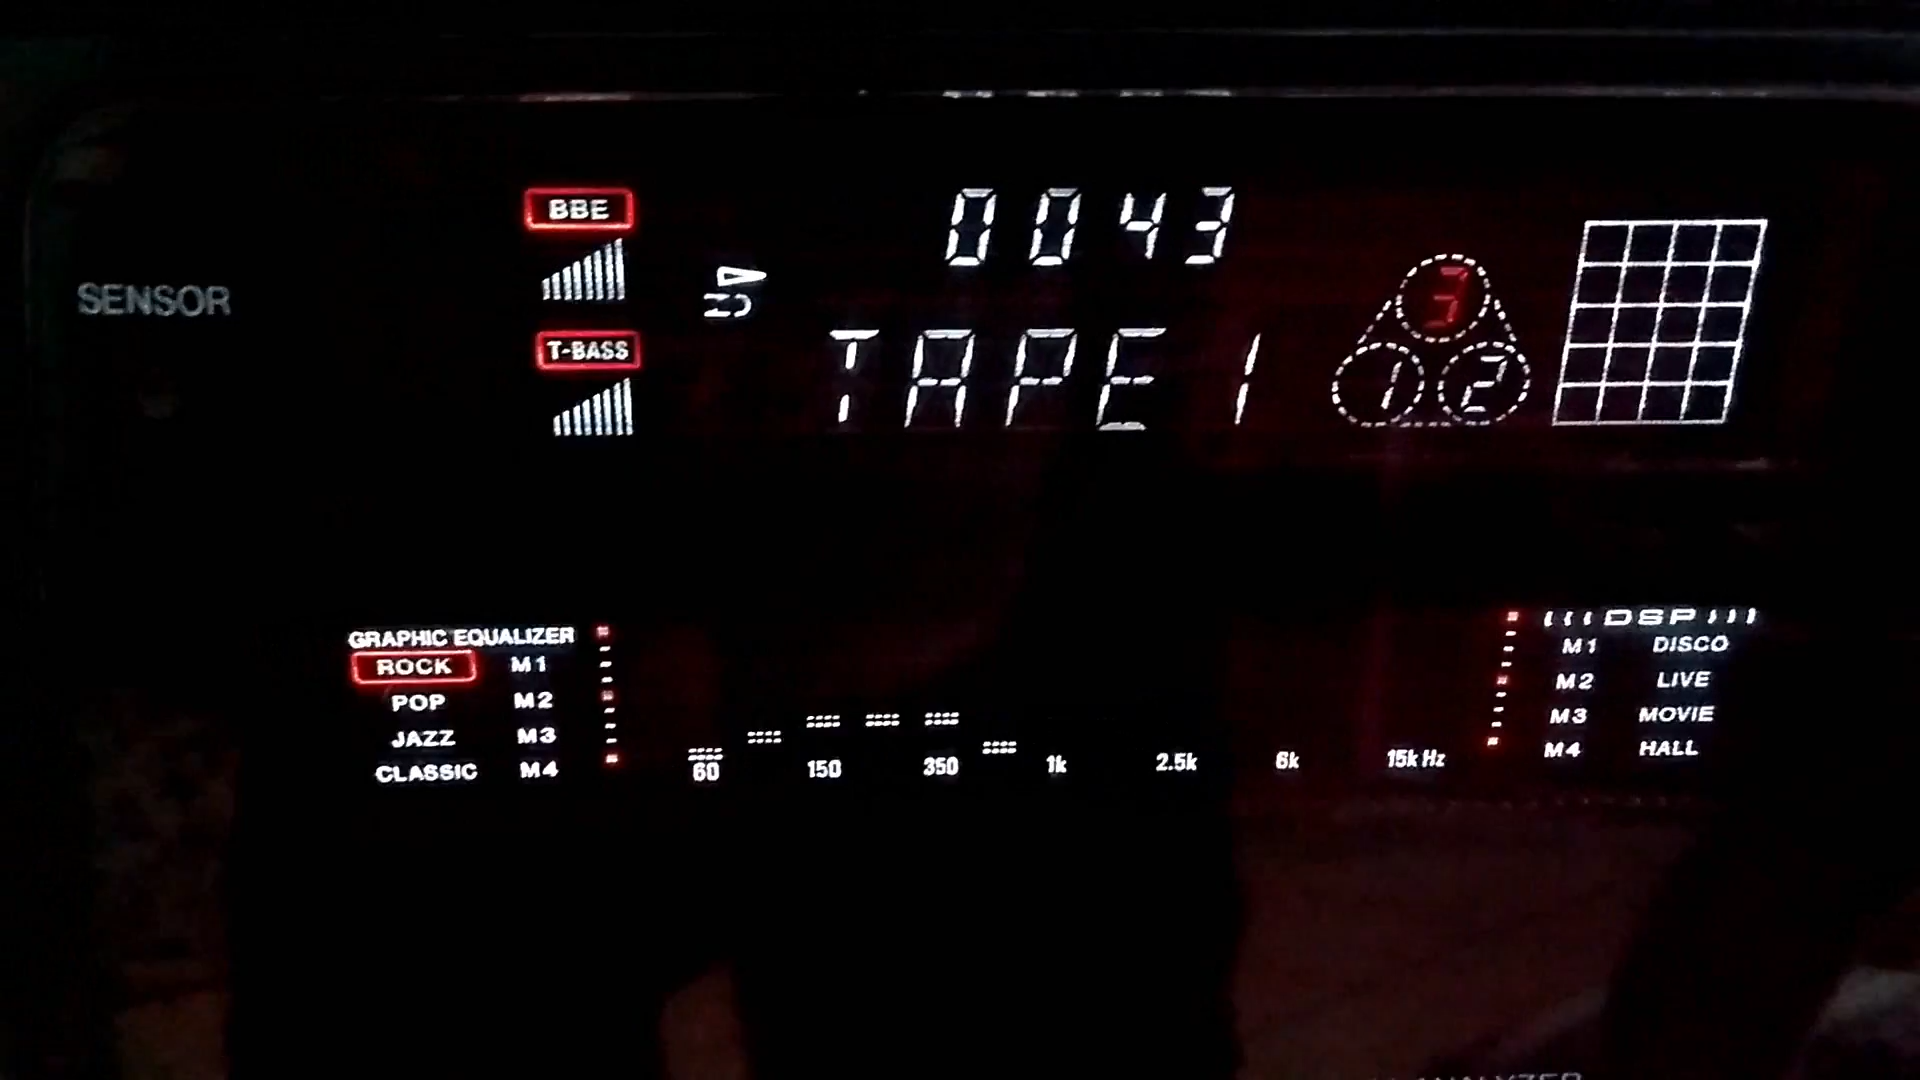 SENSOR
BBE
0043
T-BASS
TAPE 1
3
1 2
GRAPHIC EQUALIZER
ROCK M1
POP M2
JAZZ M3
CLASSIC M4
60 150 350 1k 2.5k 6k 15k Hz
DSP
M1 DISCO
M2 LIVE
M3 MOVIE
M4 HALL